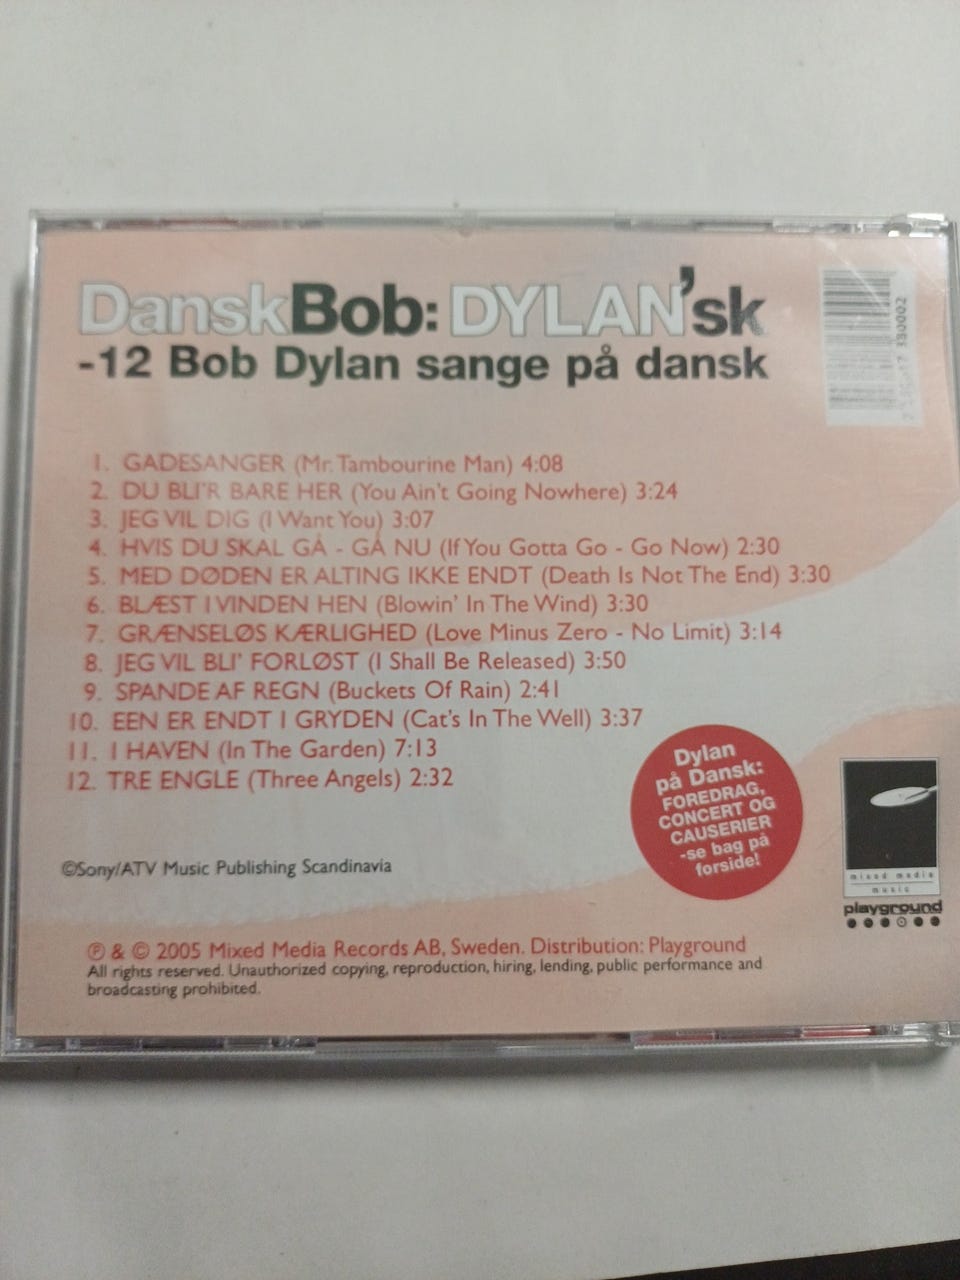 DanskBob: DYLAN'sk
-12 Bob Dylan sange på dansk
1. GADESANGER (Mr. Tambourine Man) 4:08
2. DU BLI'R BARE HER (You Ain't Going Nowhere) 3:24
3. JEG VIL DIG (I Want You) 3:07
4. HVIS DU SKAL GÅ - GÅ NU (If You Gotta Go - Go Now) 2:30
5. MED DØDEN ER ALTING IKKE ENDT (Death Is Not The End) 3:30
6. BLÆST I VINDEN HEN (Blowin' In The Wind) 3:30
7. GRÆNSELØS KÆRLIGHED (Love Minus Zero - No Limit) 3:14
8. JEG VIL BLI' FORLØST (I Shall Be Released) 3:50
9. SPANDE AF REGN (Buckets Of Rain) 2:41
10. EEN ER ENDT I GRYDEN (Cat's In The Well) 3:37
11. I HAVEN (In The Garden) 7:13
12. TRE ENGLE (Three Angels) 2:32
Dylan
på Dansk:
FOREDRAG,
CONCERT OG
CAUSERIER
-se bag på
forside!
mixed media
music
playground
©Sony/ATV Music Publishing Scandinavia
℗ & © 2005 Mixed Media Records AB, Sweden. Distribution: Playground
All rights reserved. Unauthorized copying, reproduction, hiring, lending, public performance and
broadcasting prohibited.